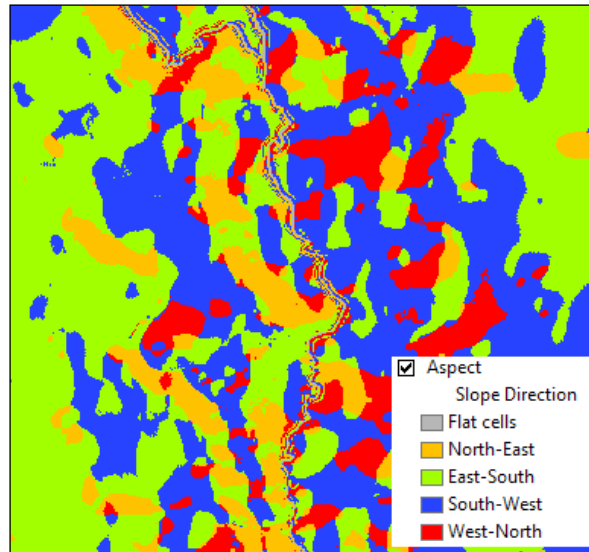 Aspect
Slope Direction
Flat cells
North-East
East-South
South-West
West-North